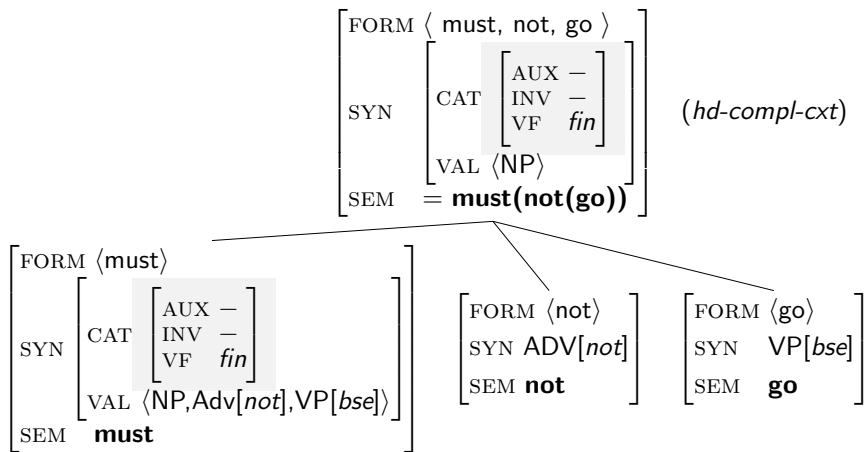 FORM ⟨ must, not, go ⟩
AUX −
SYN CAT INV −
VF fin
(hd-compl-cxt)
VAL ⟨NP⟩
SEM = must(not(go))
FORM ⟨must⟩
AUX −
SYN CAT INV −
VF fin
VAL ⟨NP,Adv[not],VP[bse]⟩
SEM must
FORM ⟨not⟩
SYN ADV[not]
SEM not
FORM ⟨go⟩
SYN VP[bse]
SEM go